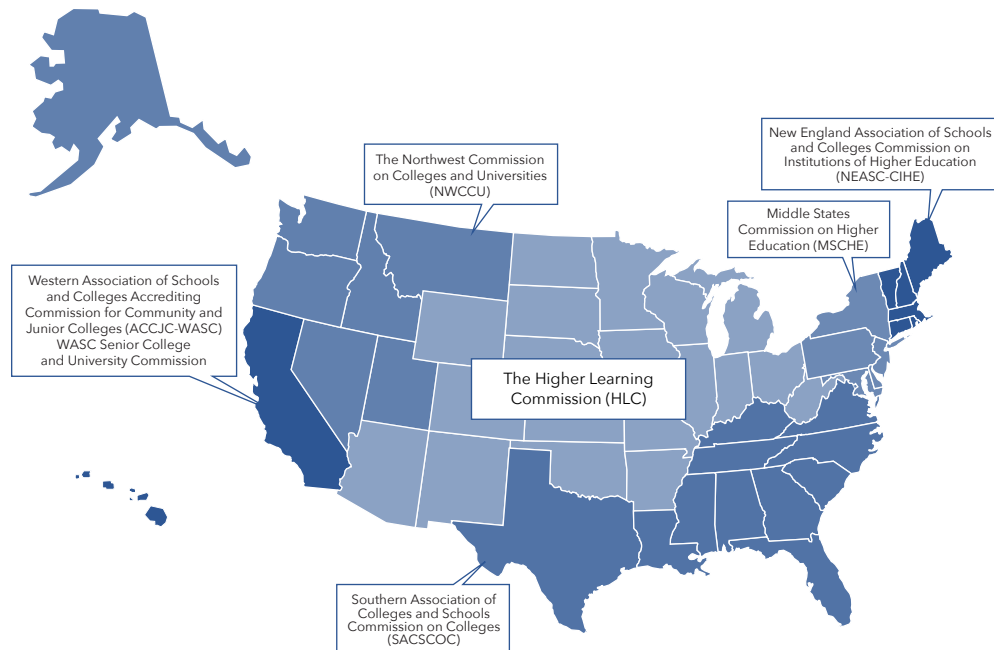 New England Association of Schools
and Colleges Commission on
Institutions of Higher Education
(NEASC-CIHE)
The Northwest Commission
on Colleges and Universities
(NWCCU)
Middle States
Commission on Higher
Education (MSCHE)
Western Association of Schools
and Colleges Accrediting
Commission for Community and
Junior Colleges (ACCJC-WASC)
WASC Senior College
and University Commission
The Higher Learning
Commission (HLC)
Southern Association of
Colleges and Schools
Commission on Colleges
(SACSCOC)